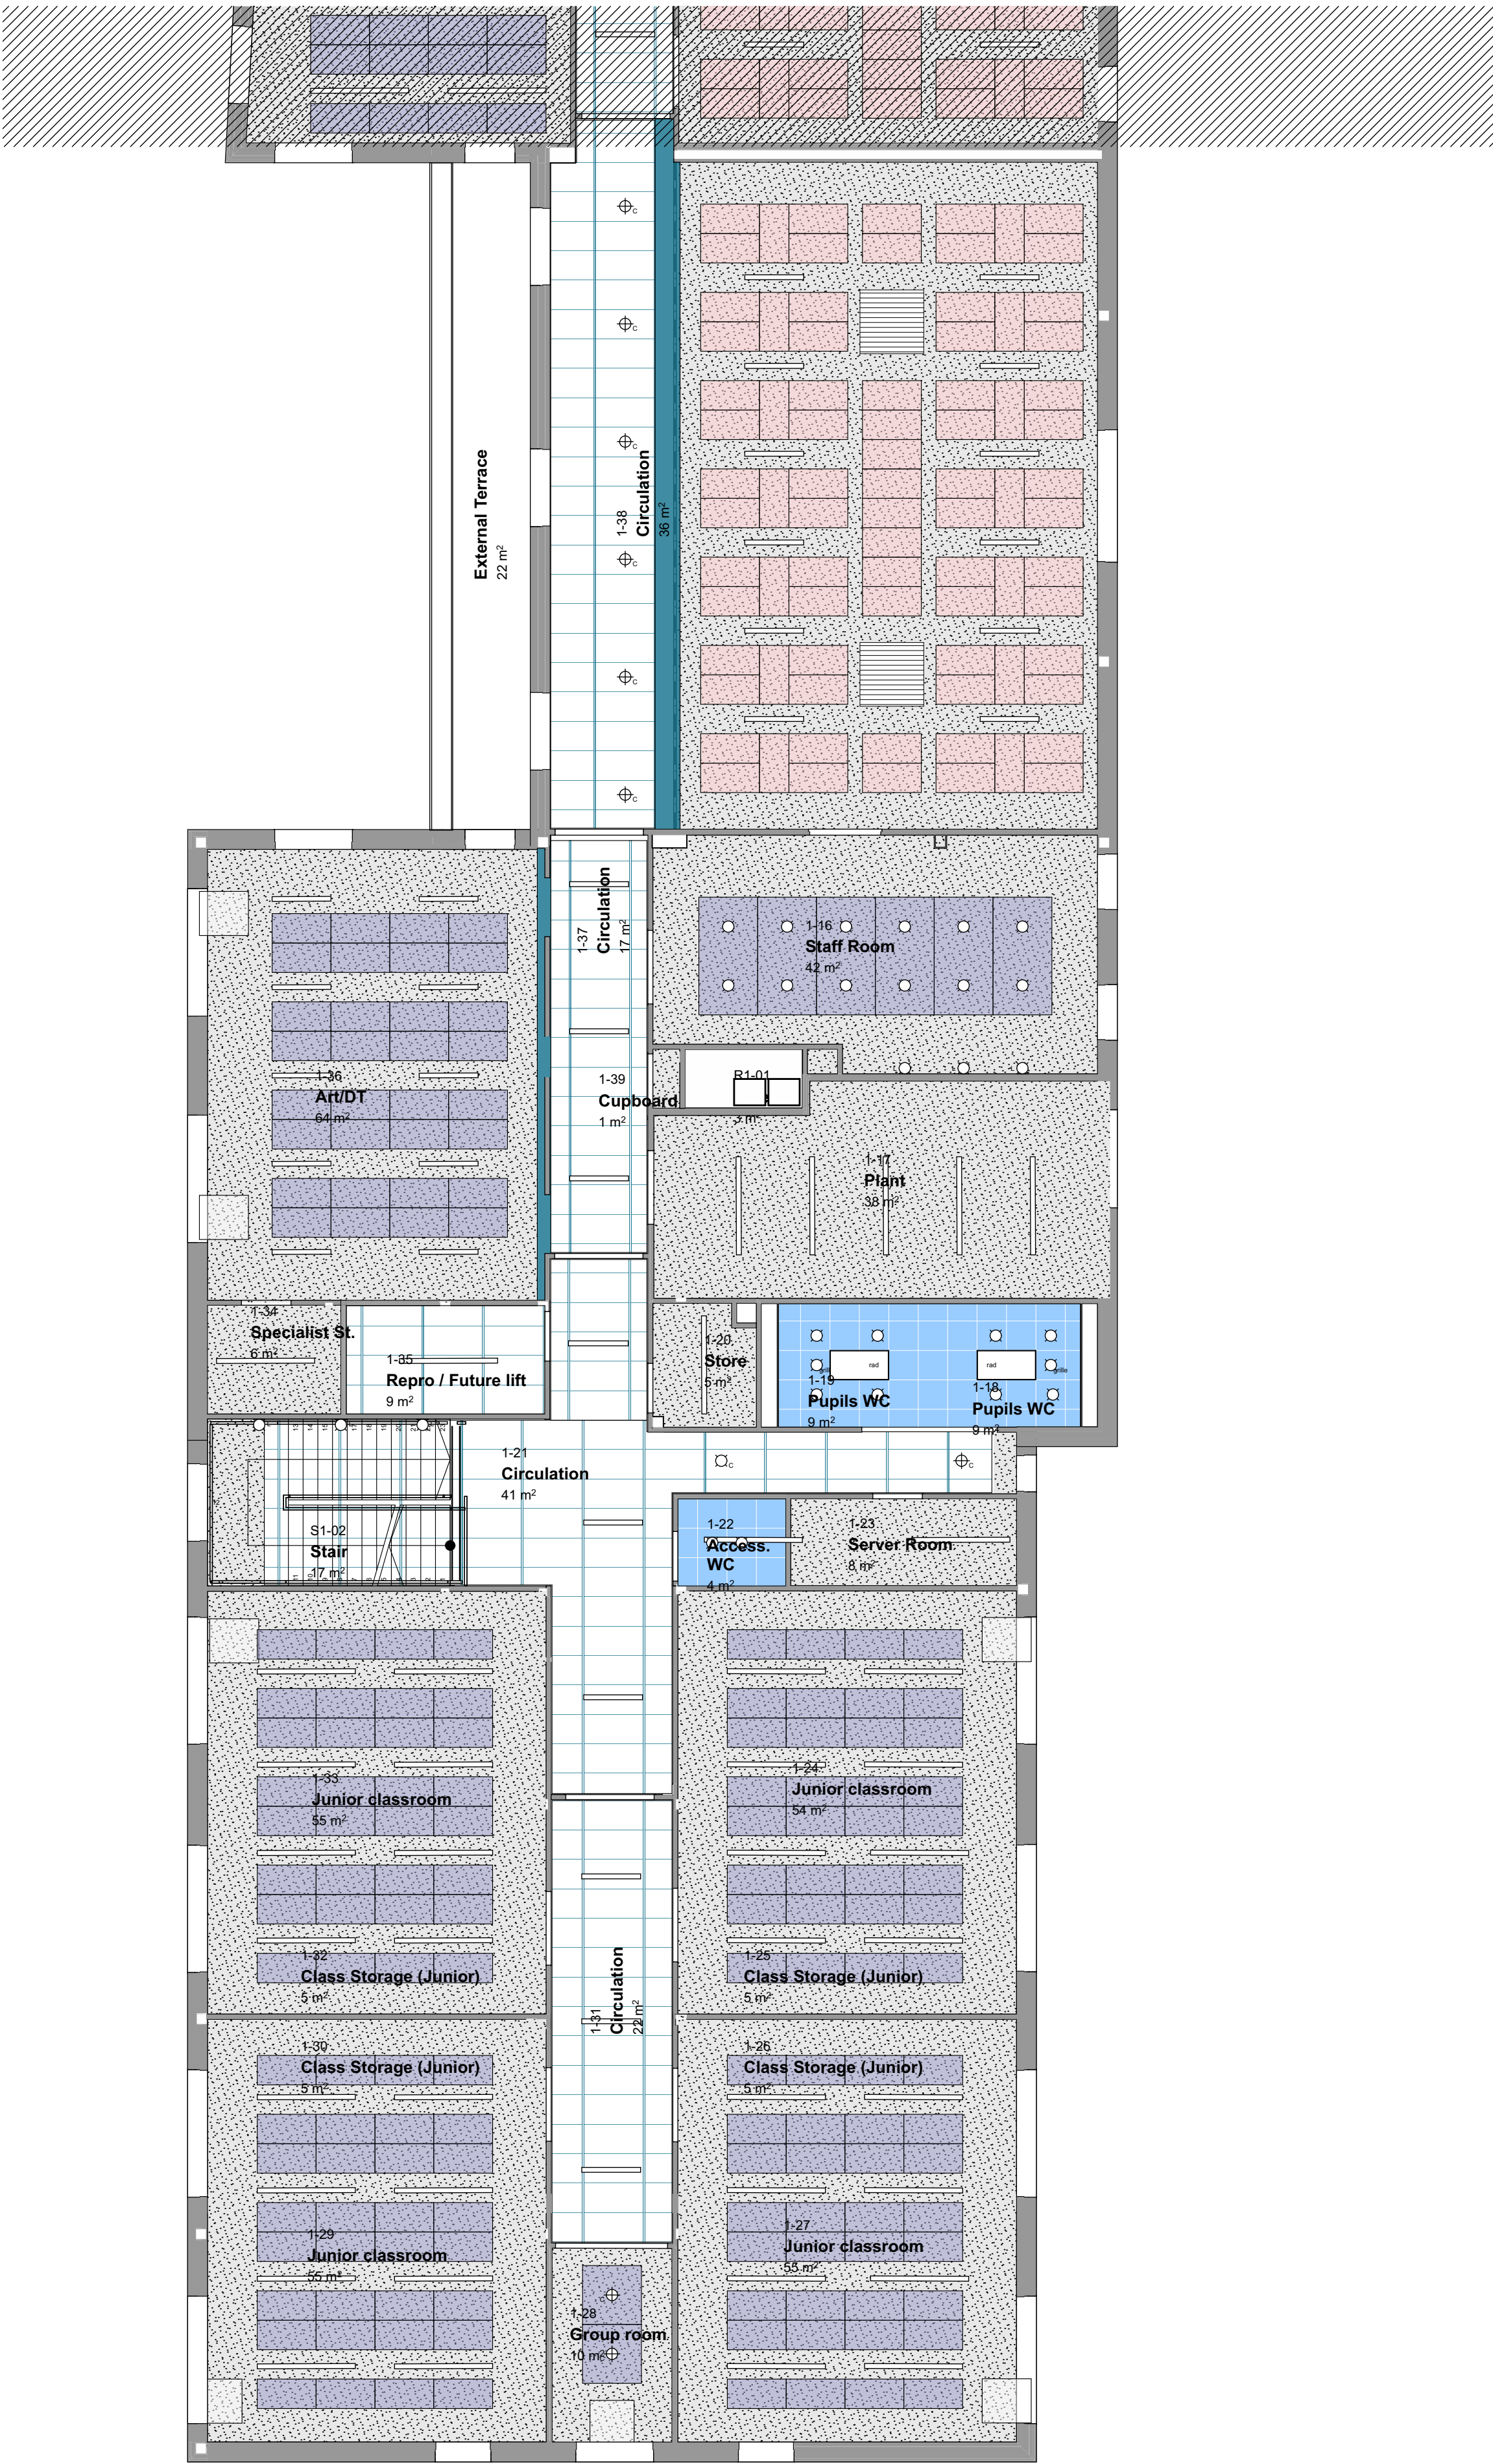 External Terrace
22 m²
1-38
Circulation
36 m²
1-37
Circulation
17 m²
1-16
Staff Room
42 m²
1-36
Art/DT
64 m²
1-39
Cupboard
1 m²
R1-01
3 m²
1-17
Plant
38 m²
1-34
Specialist St.
6 m²
1-35
Repro / Future lift
9 m²
1-20
Store
5 m²
rad
rad
grille
1-19
Pupils WC
9 m²
1-18
Pupils WC
9 m²
1-21
Circulation
41 m²
S1-02
Stair
17 m²
1-22
Access.
WC
4 m²
1-23
Server Room
8 m²
1-33
Junior classroom
55 m²
1-24
Junior classroom
54 m²
1-32
Class Storage (Junior)
5 m²
1-25
Class Storage (Junior)
5 m²
1-31
Circulation
22 m²
1-30
Class Storage (Junior)
5 m²
1-26
Class Storage (Junior)
5 m²
1-29
Junior classroom
55 m²
1-27
Junior classroom
55 m²
1-28
Group room
10 m²